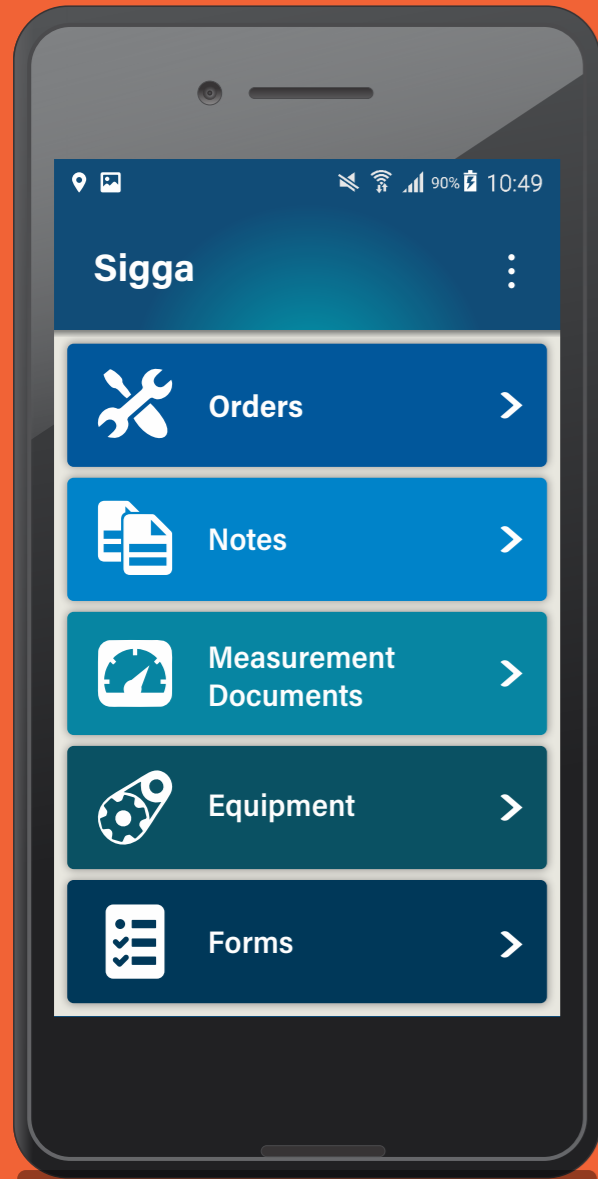 90% 10:49
Sigga
Orders
Notes
Measurement
Documents
Equipment
Forms